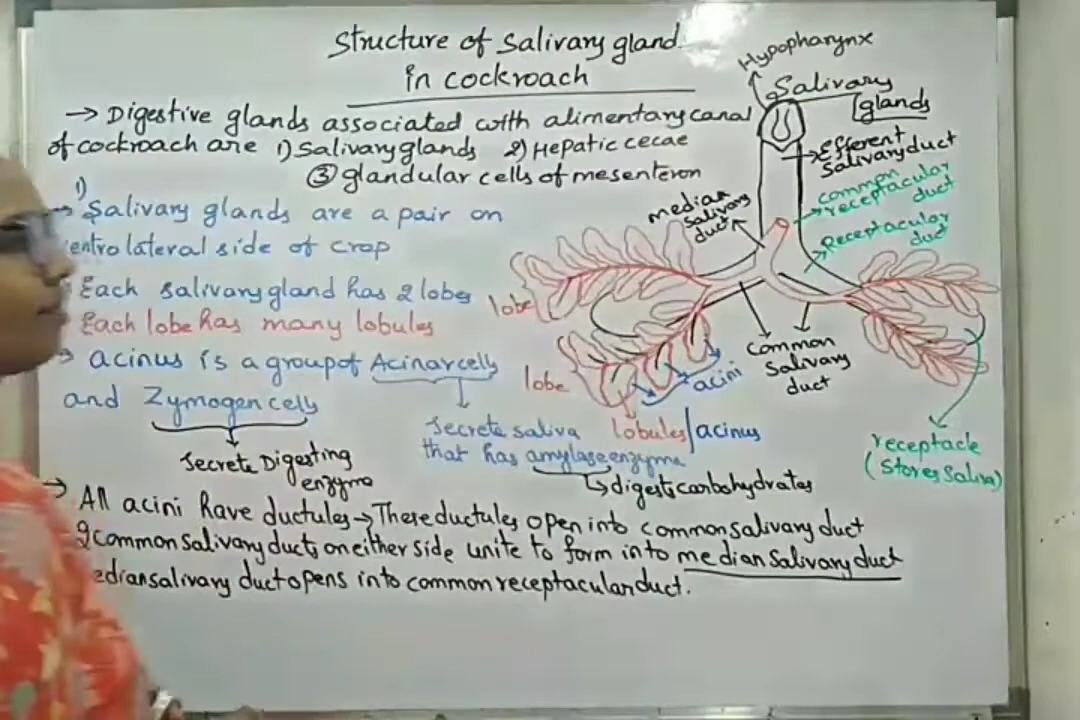 Structure of Salivary gland
in cockroach
→ Digestive glands associated with alimentary canal
of cockroach are 1) Salivary glands 2) Hepatic cecae
③ glandular cells of mesenteron
1)
→ Salivary glands are a pair on
entrolateral side of crop
Each salivary gland has 2 lobes
Each lobe has many lobules
→ acinus is a group of Acinar cells
and Zymogen cells
Secrete Digesting
enzyme
Secrete saliva
that has amylase enzyme
↳ digests carbohydrates
→ All acini have ductules → These ductules open into common salivary duct
2 common salivary ducts on either side unite to form into median salivary duct
edian salivary duct opens into common receptacular duct.
Hypopharynx
Salivary
glands
Efferent
Salivary duct
common
receptacular
duct
Receptacular
duct
median
salivary
duct
lobe
lobe
acini
lobules/acinus
Common
Salivary
duct
receptacle
(Stores Saliva)